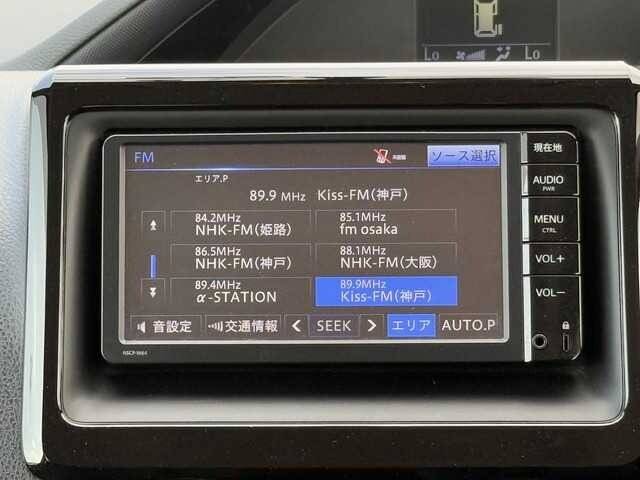 Lo Lo
FM ソース選択
エリア.P
89.9 MHz Kiss-FM(神戸)
84.2MHz 85.1MHz
NHK-FM(姫路) fm osaka
86.5MHz 88.1MHz
NHK-FM(神戸) NHK-FM(大阪)
89.4MHz 89.9MHz
α-STATION Kiss-FM(神戸)
音設定 交通情報 < SEEK > エリア AUTO.P
現在地
AUDIO
PWR
MENU
CTRL
VOL+
VOL−
NSCP-W64